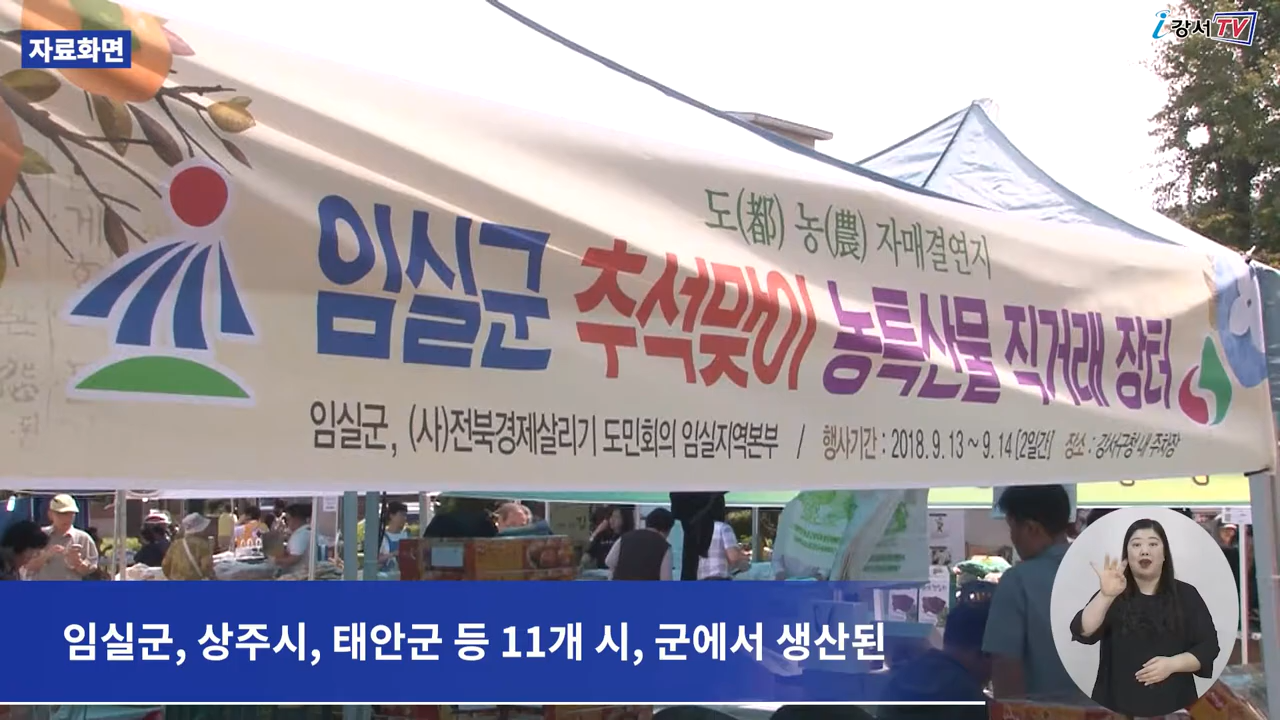 자료화면
i강서TV
도(都) 농(農) 자매결연지
임실군 추석맞이 농특산물 직거래 장터
임실군, (사)전북경제살리기 도민회의 임실지역본부 / 행사기간 : 2018. 9. 13 ~ 9. 14 [2일간] 장소 : 강서구청 내 주차장
임실군, 상주시, 태안군 등 11개 시, 군에서 생산된